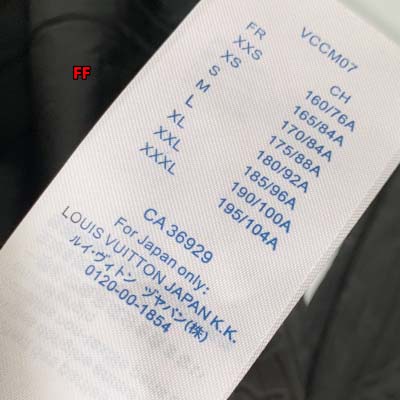 FF
VCCM07
FR CH
XXS 160/76A
XS 165/84A
S 170/84A
M 175/88A
L 180/92A
XL 185/96A
XXL 190/100A
XXXL 195/104A
CA 36929
For Japan only:
LOUIS VUITTON JAPAN K.K.
ルイ・ヴィトン ジャパン(株)
0120-00-1854